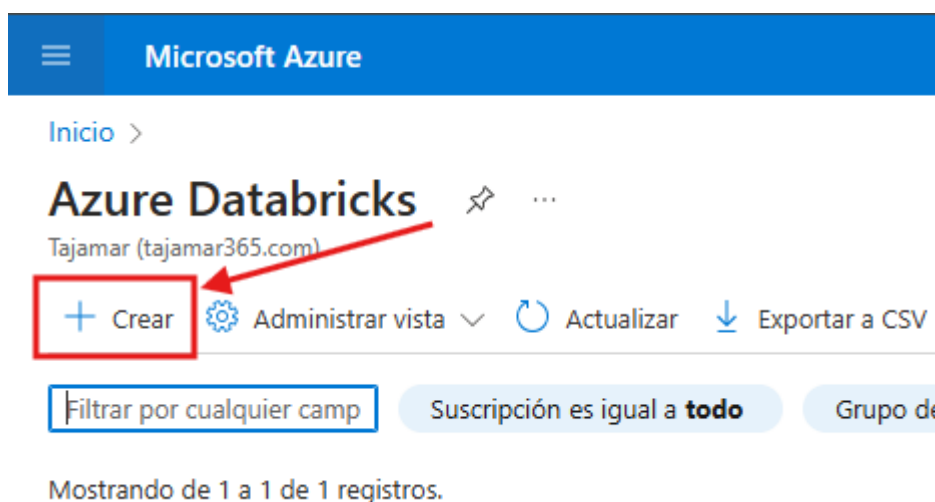 Microsoft Azure
Inicio >
Azure Databricks ...
Tajamar (tajamar365.com)
+ Crear Administrar vista Actualizar Exportar a CSV
Filtrar por cualquier camp Suscripción es igual a todo Grupo de
Mostrando de 1 a 1 de 1 registros.